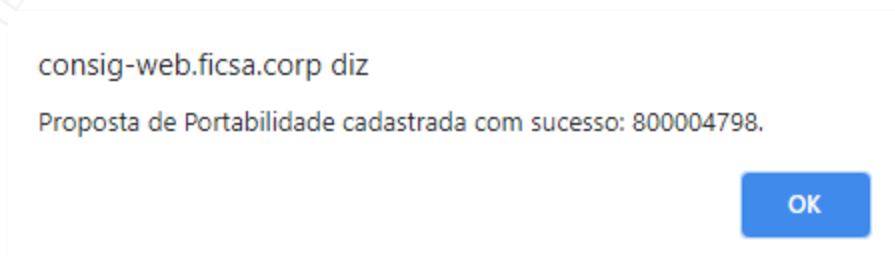 consig-web.ficsa.corp diz
Proposta de Portabilidade cadastrada com sucesso: 800004798.
OK